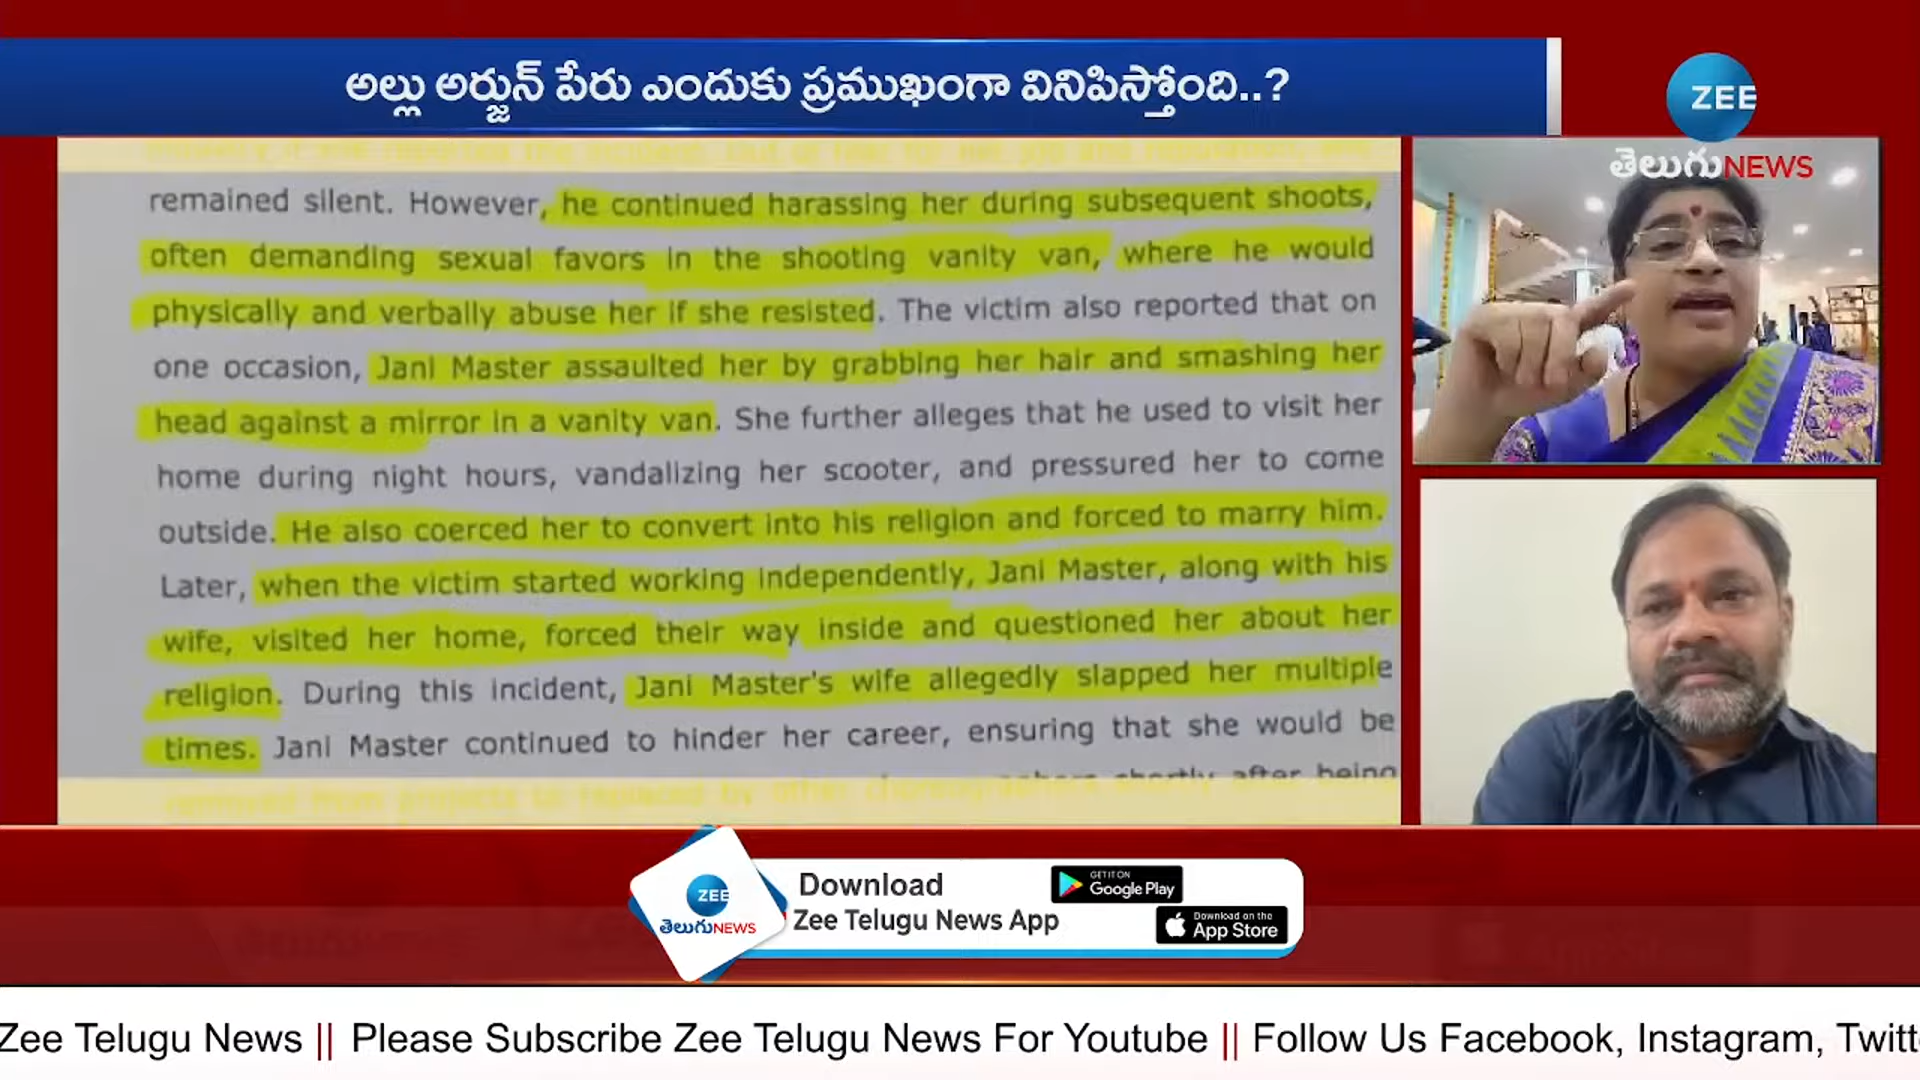 అల్లు అర్జున్ పేరు ఎందుకు ప్రముఖంగా వినిపిస్తోంది..?
ZEE
తెలుగు NEWS
remained silent. However, he continued harassing her during subsequent shoots,
often demanding sexual favors in the shooting vanity van, where he would
physically and verbally abuse her if she resisted. The victim also reported that on
one occasion, Jani Master assaulted her by grabbing her hair and smashing her
head against a mirror in a vanity van. She further alleges that he used to visit her
home during night hours, vandalizing her scooter, and pressured her to come
outside. He also coerced her to convert into his religion and forced to marry him.
Later, when the victim started working independently, Jani Master, along with his
wife, visited her home, forced their way inside and questioned her about her
religion. During this incident, Jani Master's wife allegedly slapped her multiple
times. Jani Master continued to hinder her career, ensuring that she would be
shortly after being
ZEE
తెలుగు NEWS
Download
Zee Telugu News App
GET IT ON
Google Play
Download on the
App Store
Zee Telugu News || Please Subscribe Zee Telugu News For Youtube || Follow Us Facebook, Instagram, Twitt